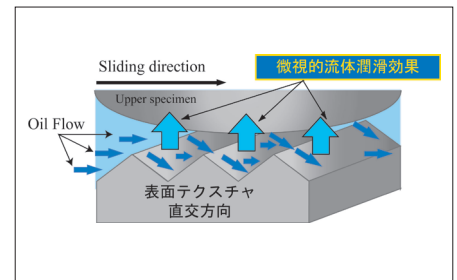 Sliding direction
微視的流体潤滑効果
Upper specimen
Oil Flow
表面テクスチャ
直交方向